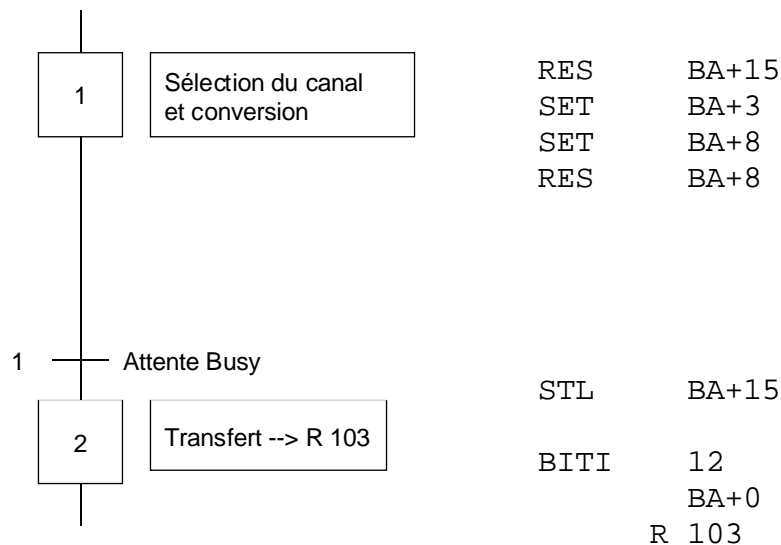 1
Sélection du canal
et conversion
RES BA+15
SET BA+3
SET BA+8
RES BA+8
1 Attente Busy
STL BA+15
2
Transfert --> R 103
BITI 12
BA+0
R 103